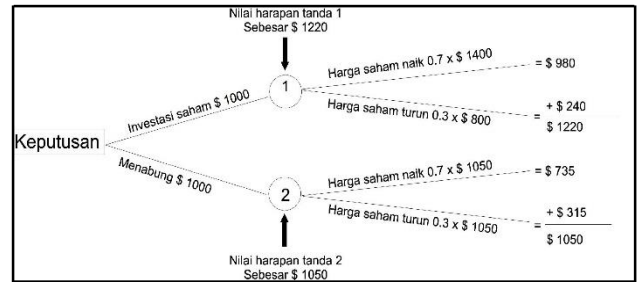 Nilai harapan tanda 1
Sebesar $ 1220
Harga saham naik 0.7 x $ 1400
= $ 980
Investasi saham $ 1000
1
Harga saham turun 0.3 x $ 800
= + $ 240
$ 1220
Keputusan
Menabung $ 1000
2
Harga saham naik 0.7 x $ 1050
= $ 735
Harga saham turun 0.3 x $ 1050
= + $ 315
$ 1050
Nilai harapan tanda 2
Sebesar $ 1050